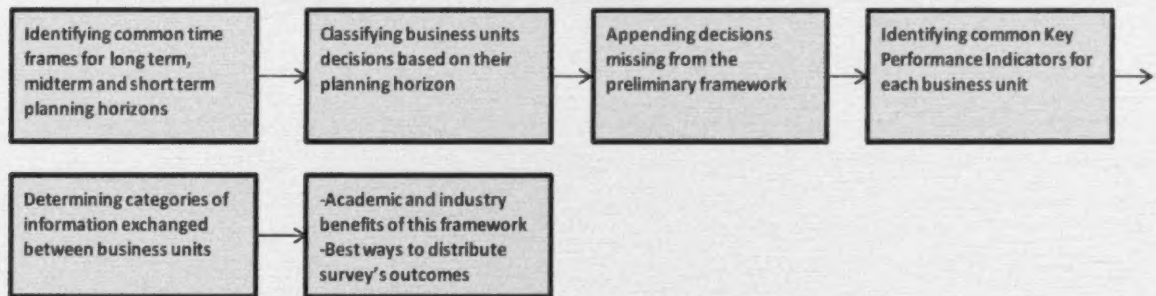 Identifying common time
frames for long term,
midterm and short term
planning horizons
Classifying business units
decisions based on their
planning horizon
Appending decisions
missing from the
preliminary framework
Identifying common Key
Performance Indicators for
each business unit
Determining categories of
information exchanged
between business units
-Academic and industry
benefits of this framework
-Best ways to distribute
survey's outcomes